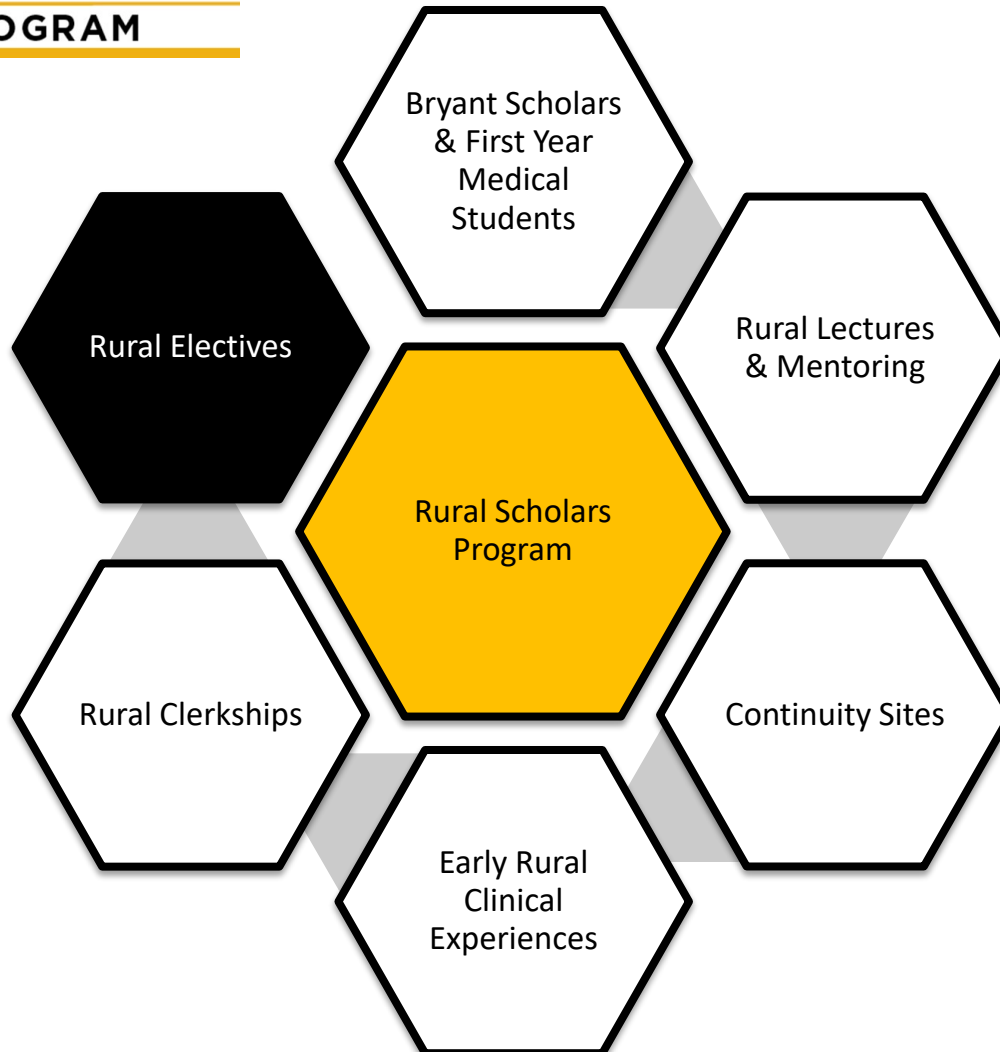 OGRAM
Bryant Scholars
& First Year
Medical
Students
Rural Electives
Rural Lectures
& Mentoring
Rural Scholars
Program
Rural Clerkships
Continuity Sites
Early Rural
Clinical
Experiences